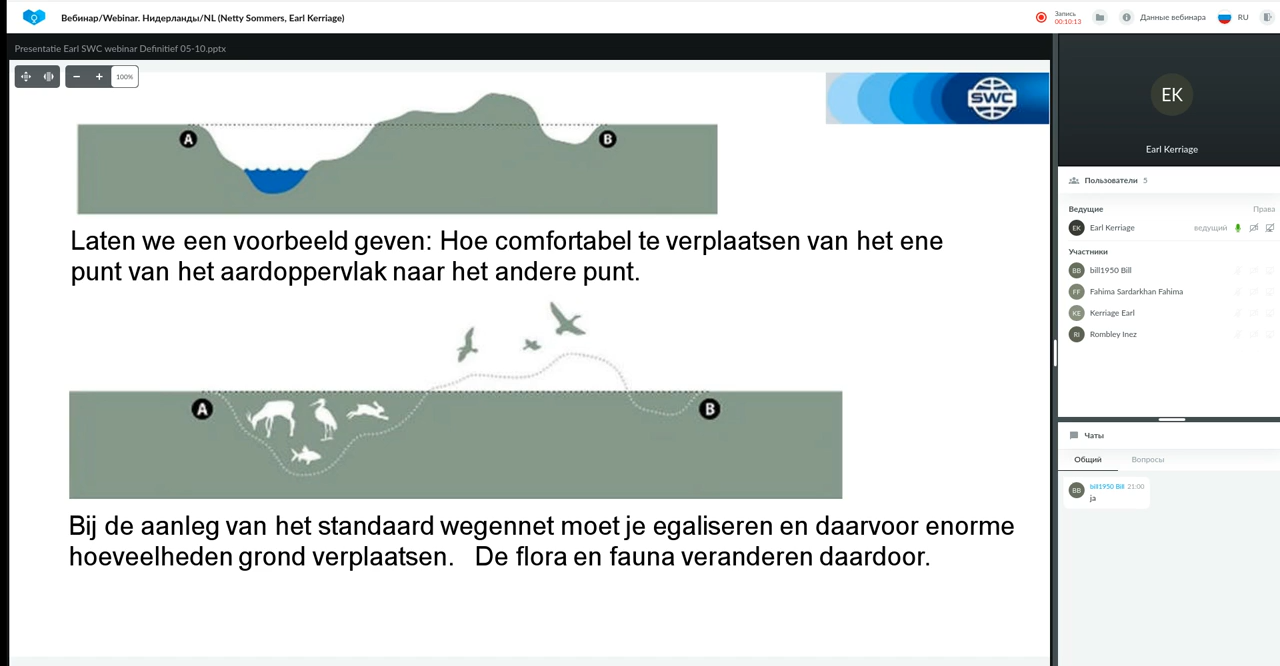 Вебинар/Webinar. Нидерланды/NL (Netty Sommers, Earl Kerriage)
Запись
00:10:13
Данные вебинара
RU
Presentatie Earl SWC webinar Definitief 05-10.pptx
100%
SWC
A
B
Laten we een voorbeeld geven: Hoe comfortabel te verplaatsen van het ene
punt van het aardoppervlak naar het andere punt.
A
B
Bij de aanleg van het standaard wegennet moet je egaliseren en daarvoor enorme
hoeveelheden grond verplaatsen. De flora en fauna veranderen daardoor.
EK
Earl Kerriage
Пользователи 5
Ведущие Права
EK Earl Kerriage ведущий
Участники
BB bill1950 Bill
FF Fahima Sardarkhan Fahima
KE Kerriage Earl
RI Rombley Inez
Чаты
Общий Вопросы
BB bill1950 Bill 21:00
ja